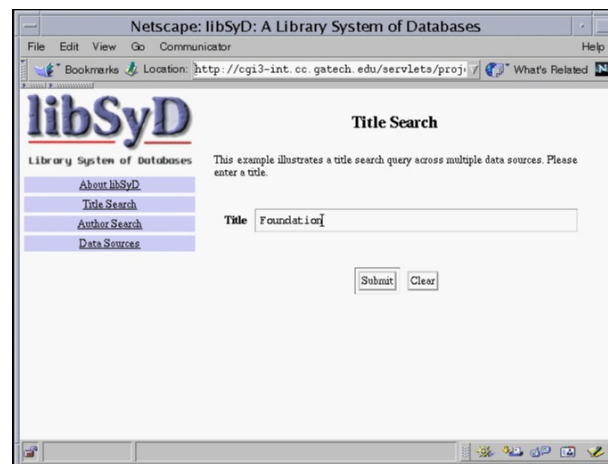 Netscape: libSyD: A Library System of Databases
File Edit View Go Communicator Help
Bookmarks Location: http://cgi3-int.cc.gatech.edu/servlets/proj What's Related N
libSyD
Library System of Databases
About libSyD
Title Search
Author Search
Data Sources
Title Search
This example illustrates a title search query across multiple data sources. Please
enter a title.
Title Foundation
Submit Clear